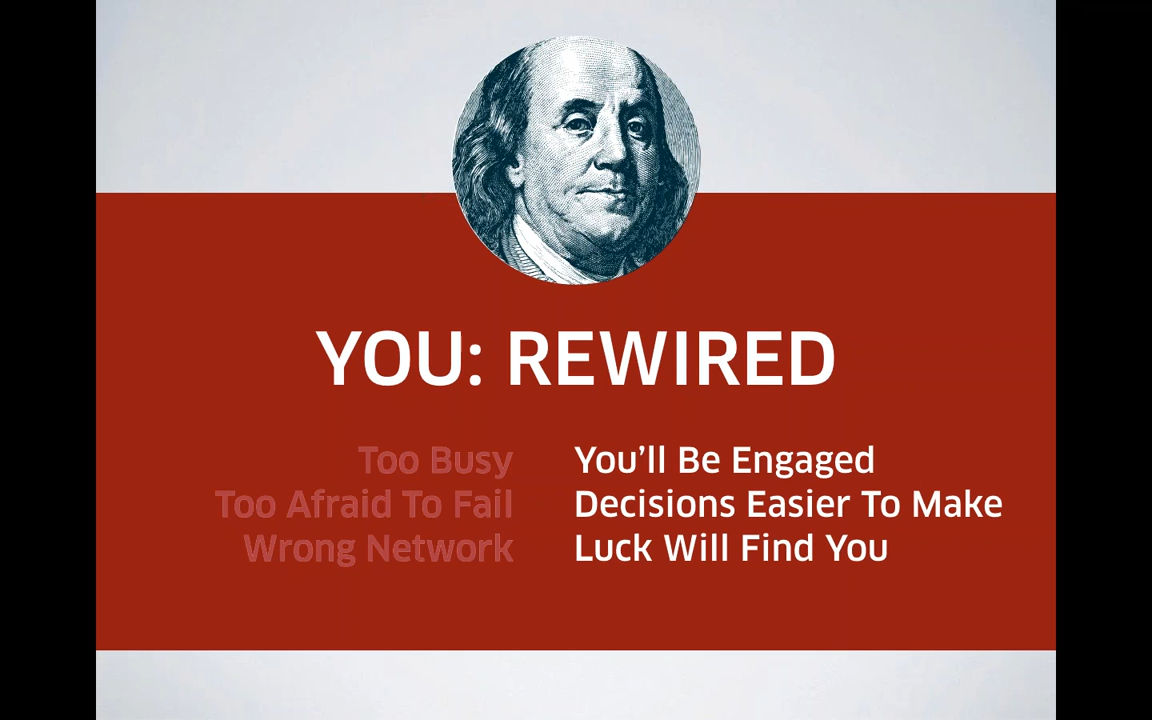 YOU: REWIRED
Too Busy
Too Afraid To Fail
Wrong Network
You'll Be Engaged
Decisions Easier To Make
Luck Will Find You